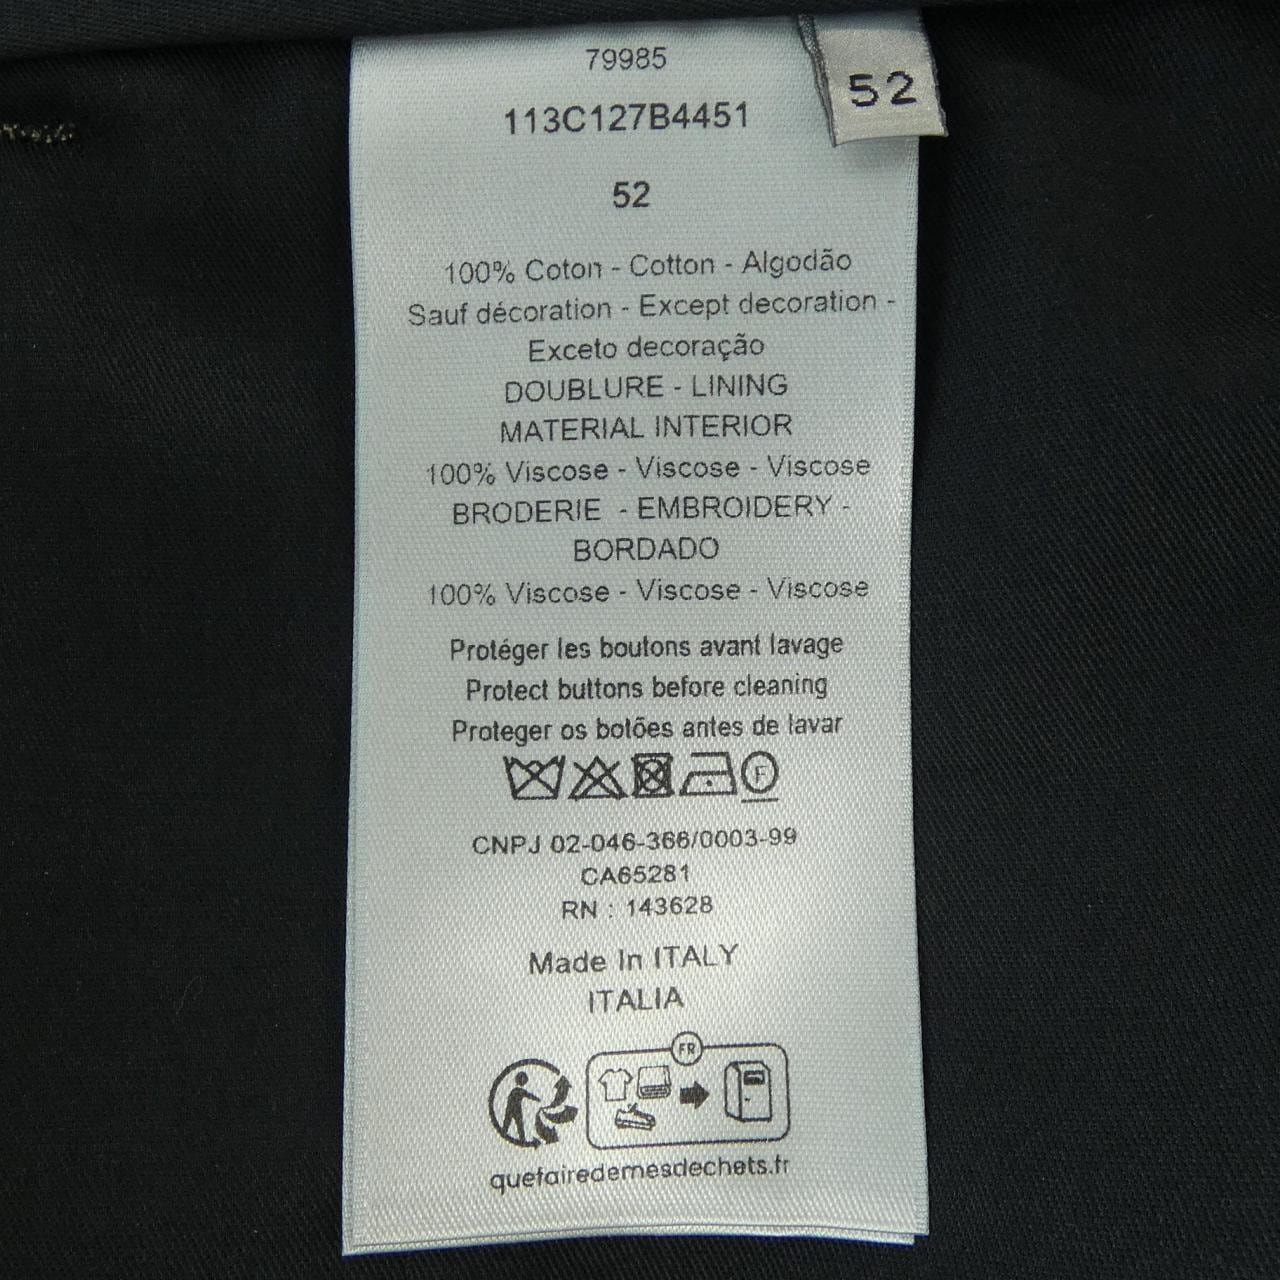 79985
52
113C127B4451
52
100% Coton - Cotton - Algodão
Sauf décoration - Except decoration -
Exceto decoração
DOUBLURE - LINING
MATERIAL INTERIOR
100% Viscose - Viscose - Viscose
BRODERIE - EMBROIDERY -
BORDADO
100% Viscose - Viscose - Viscose
Protéger les boutons avant lavage
Protect buttons before cleaning
Proteger os botões antes de lavar
F
CNPJ 02-046-366/0003-99
CA65281
RN : 143628
Made In ITALY
ITALIA
FR
quefairedemesdechets.fr